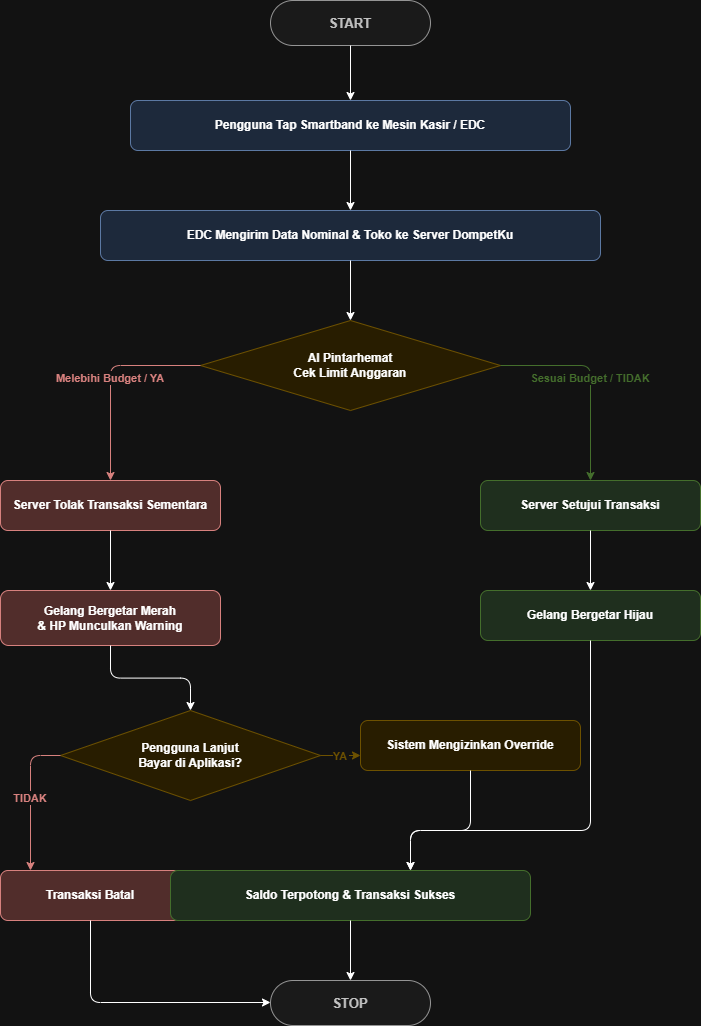 START
Pengguna Tap Smartband ke Mesin Kasir / EDC
EDC Mengirim Data Nominal & Toko ke Server DompetKu
AI Pintarhemat
Cek Limit Anggaran
Melebihi Budget / YA
Sesuai Budget / TIDAK
Server Tolak Transaksi Sementara
Server Setujui Transaksi
Gelang Bergetar Merah
& HP Munculkan Warning
Gelang Bergetar Hijau
Pengguna Lanjut
Bayar di Aplikasi?
YA
Sistem Mengizinkan Override
TIDAK
Transaksi Batal
Saldo Terpotong & Transaksi Sukses
STOP